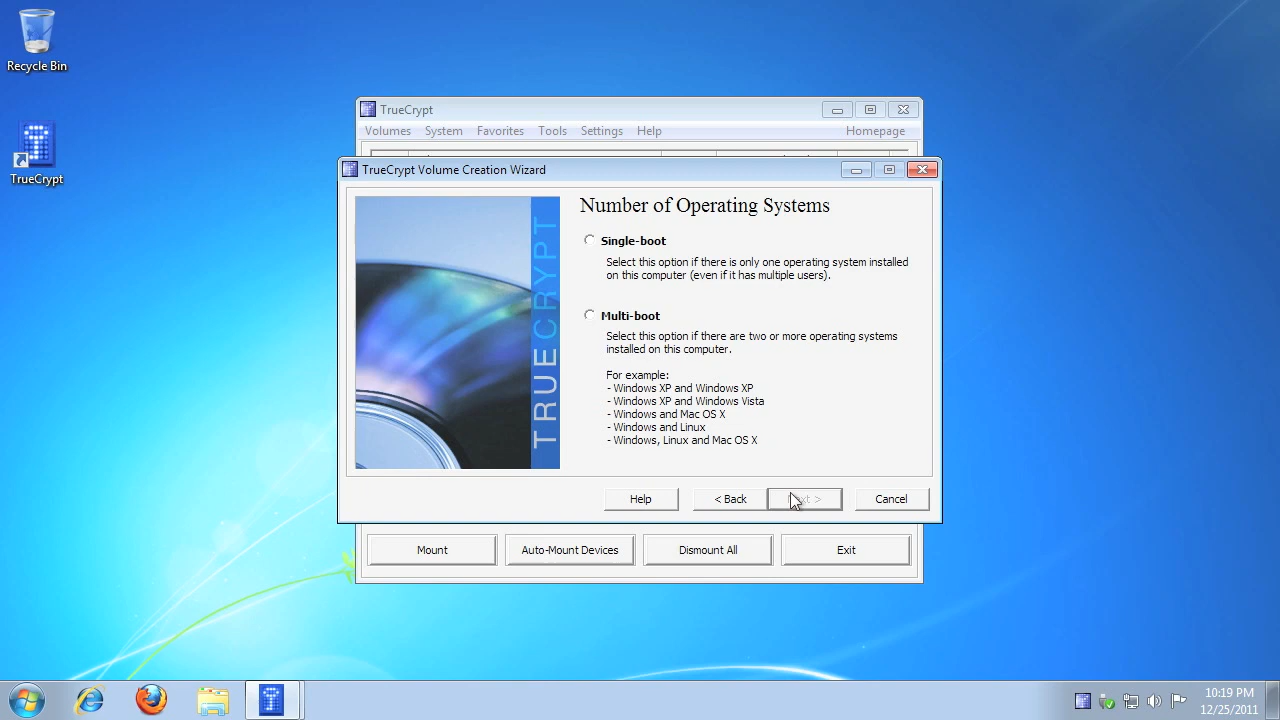 Recycle Bin
TrueCrypt
TrueCrypt
Volumes System Favorites Tools Settings Help Homepage
TrueCrypt Volume Creation Wizard
TRUECRYPT
Number of Operating Systems
Single-boot
Select this option if there is only one operating system installed
on this computer (even if it has multiple users).
Multi-boot
Select this option if there are two or more operating systems
installed on this computer.
For example:
- Windows XP and Windows XP
- Windows XP and Windows Vista
- Windows and Mac OS X
- Windows and Linux
- Windows, Linux and Mac OS X
Help < Back Cancel
Mount Auto-Mount Devices Dismount All Exit
10:19 PM
12/25/2011